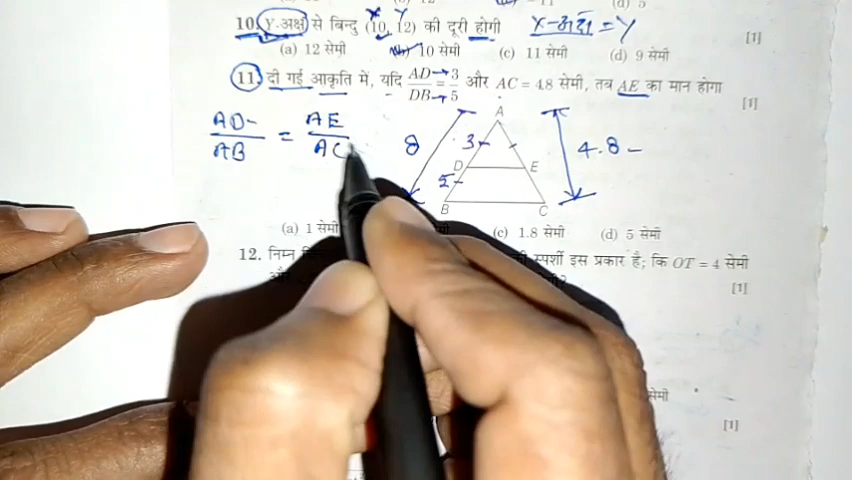 (d) 5
10. Y-अक्ष से बिन्दु (10, 12) की दूरी होगी x-अक्ष = y
[1]
(a) 12 सेमी (b) 10 सेमी (c) 11 सेमी (d) 9 सेमी
11. दी गई आकृति में, यदि AD/DB = 3/5 और AC = 4.8 सेमी, तब AE का मान होगा
[1]
AD/AB = AE/AC
A
8 3 4.8
D E
5
B C
(a) 1 सेमी (c) 1.8 सेमी (d) 5 सेमी
12. निम्न की स्पर्शी इस प्रकार है; कि OT = 4 सेमी
[1]
सेमी
[1]